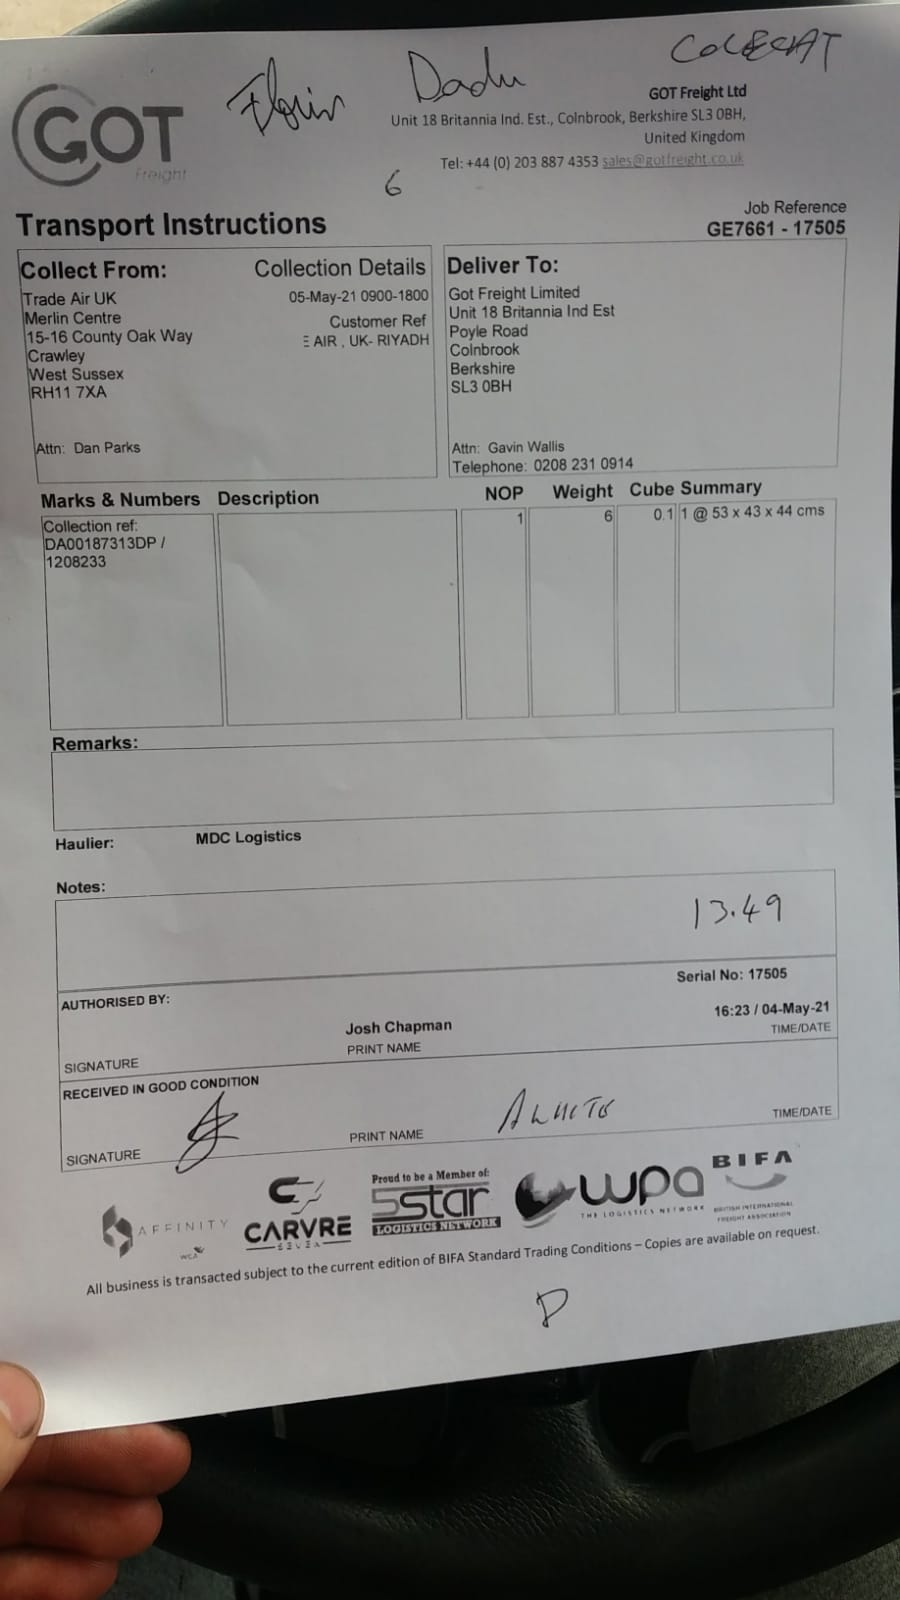 Florin Dadu
GOT
Freight
GOT Freight Ltd
Unit 18 Britannia Ind. Est., Colnbrook, Berkshire SL3 0BH,
United Kingdom
Tel: +44 (0) 203 887 4353 sales@gotfreight.co.uk
6
Transport Instructions
Job Reference
GE7661 - 17505
Collect From:
Trade Air UK
Merlin Centre
15-16 County Oak Way
Crawley
West Sussex
RH11 7XA
Attn: Dan Parks
Collection Details
05-May-21 0900-1800
Customer Ref
E AIR , UK- RIYADH
Deliver To:
Got Freight Limited
Unit 18 Britannia Ind Est
Poyle Road
Colnbrook
Berkshire
SL3 0BH
Attn: Gavin Wallis
Telephone: 0208 231 0914
Marks & Numbers Description NOP Weight Cube Summary
Collection ref: 1 6 0.1 1 @ 53 x 43 x 44 cms
DA00187313DP /
1208233
Remarks:
Haulier: MDC Logistics
Notes:
13.49
Serial No: 17505
AUTHORISED BY:
Josh Chapman
16:23 / 04-May-21
SIGNATURE PRINT NAME TIME/DATE
RECEIVED IN GOOD CONDITION
SIGNATURE PRINT NAME TIME/DATE
AFFINITY
WCA
CARVRE
SEVEN
Proud to be a Member of:
5star
LOGISTICS NETWORK
wpa
THE LOGISTICS NETWORK
BIFA
BRITISH INTERNATIONAL
FREIGHT ASSOCIATION
All business is transacted subject to the current edition of BIFA Standard Trading Conditions – Copies are available on request.